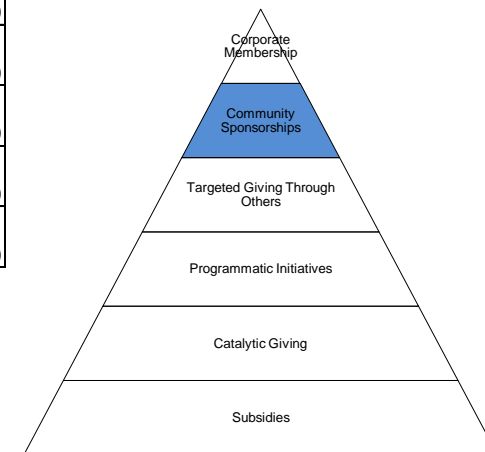 Corporate
Membership
Community
Sponsorships
Targeted Giving Through
Others
Programmatic Initiatives
Catalytic Giving
Subsidies